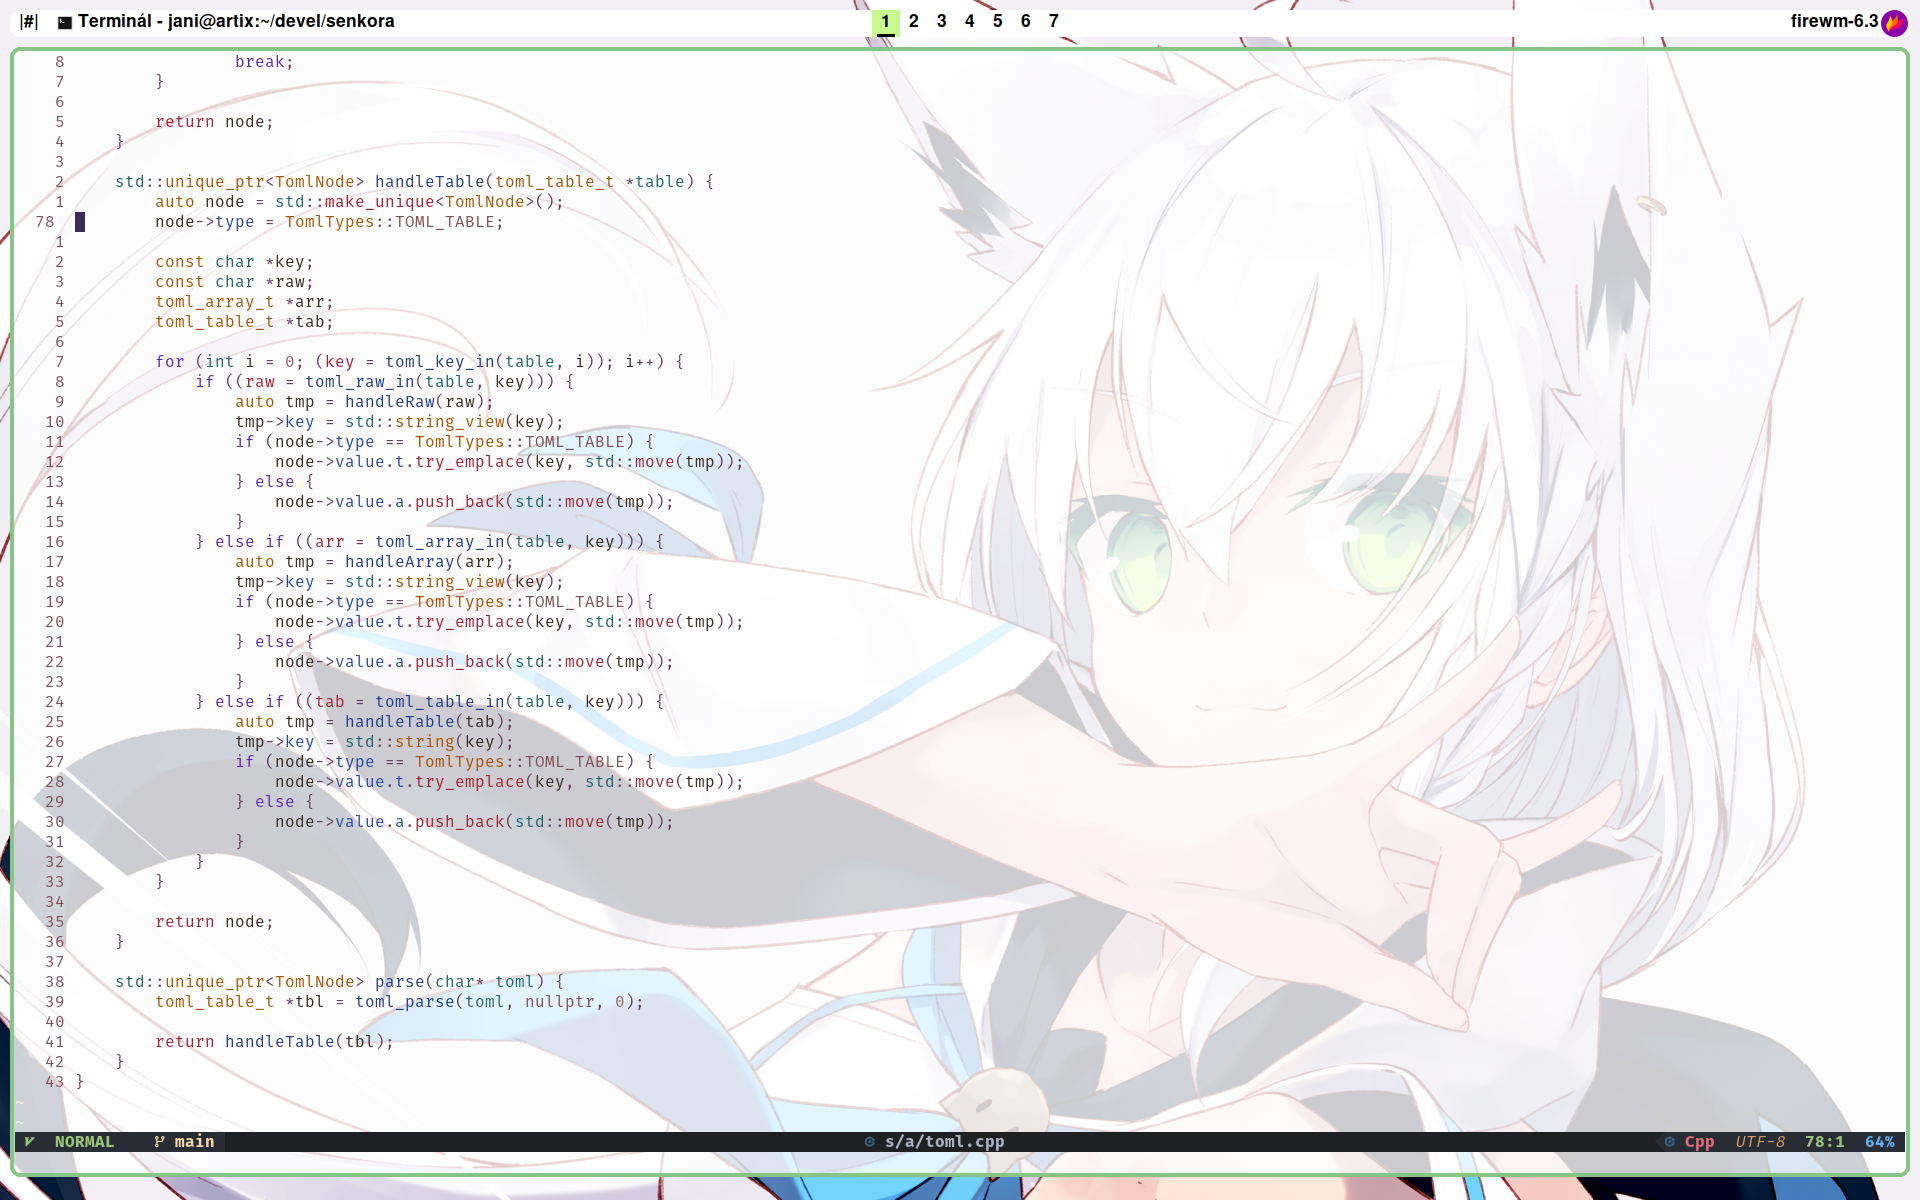 |#| Terminál - jani@artix:~/devel/senkora 1 2 3 4 5 6 7 firewm-6.3
8                 break;
7         }
6
5         return node;
4     }
3
2     std::unique_ptr<TomlNode> handleTable(toml_table_t *table) {
1         auto node = std::make_unique<TomlNode>();
78         node->type = TomlTypes::TOML_TABLE;
1
2         const char *key;
3         const char *raw;
4         toml_array_t *arr;
5         toml_table_t *tab;
6
7         for (int i = 0; (key = toml_key_in(table, i)); i++) {
8             if ((raw = toml_raw_in(table, key))) {
9                 auto tmp = handleRaw(raw);
10                 tmp->key = std::string_view(key);
11                 if (node->type == TomlTypes::TOML_TABLE) {
12                     node->value.t.try_emplace(key, std::move(tmp));
13                 } else {
14                     node->value.a.push_back(std::move(tmp));
15                 }
16             } else if ((arr = toml_array_in(table, key))) {
17                 auto tmp = handleArray(arr);
18                 tmp->key = std::string_view(key);
19                 if (node->type == TomlTypes::TOML_TABLE) {
20                     node->value.t.try_emplace(key, std::move(tmp));
21                 } else {
22                     node->value.a.push_back(std::move(tmp));
23                 }
24             } else if ((tab = toml_table_in(table, key))) {
25                 auto tmp = handleTable(tab);
26                 tmp->key = std::string(key);
27                 if (node->type == TomlTypes::TOML_TABLE) {
28                     node->value.t.try_emplace(key, std::move(tmp));
29                 } else {
30                     node->value.a.push_back(std::move(tmp));
31                 }
32             }
33         }
34
35         return node;
36     }
37
38     std::unique_ptr<TomlNode> parse(char* toml) {
39         toml_table_t *tbl = toml_parse(toml, nullptr, 0);
40
41         return handleTable(tbl);
42     }
43 }
~
~
NORMAL main s/a/toml.cpp Cpp UTF-8 78:1 64%